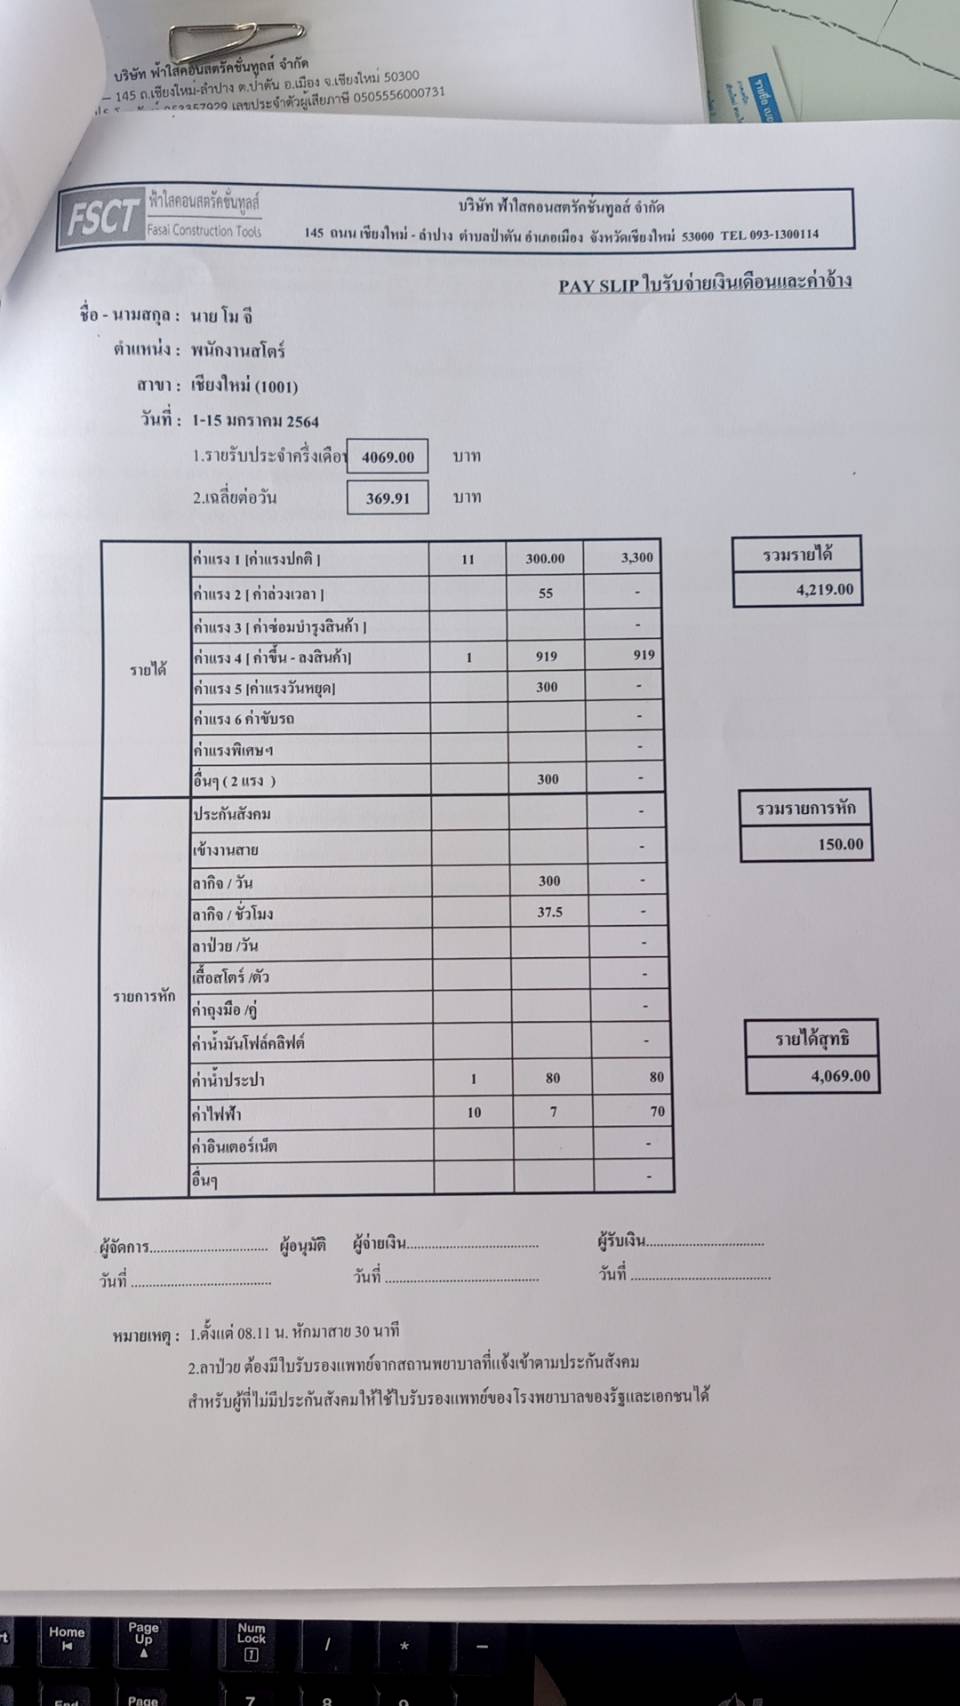 บริษัท ฟ้าใสคอนสตรัคชั่นทูลส์ จำกัด
145 ถ.เชียงใหม่-ลำปาง ต.ป่าตัน อ.เมือง จ.เชียงใหม่ 50300
เลขประจำตัวผู้เสียภาษี 0505556000731
FSCT ฟ้าใสคอนสตรัคชั่นทูลส์
Fasai Construction Tools
บริษัท ฟ้าใสคอนสตรัคชั่นทูลส์ จำกัด
145 ถนน เชียงใหม่ - ลำปาง ตำบลป่าตัน อำเภอเมือง จังหวัดเชียงใหม่ 53000 TEL 093-1300114
PAY SLIP ใบรับจ่ายเงินเดือนและค่าจ้าง
ชื่อ - นามสกุล : นาย โม จี
ตำแหน่ง : พนักงานสโตร์
สาขา : เชียงใหม่ (1001)
วันที่ : 1-15 มกราคม 2564
1.รายรับประจำครึ่งเดือน 4069.00 บาท
2.เฉลี่ยต่อวัน 369.91 บาท
รายได้
ค่าแรง 1 [ค่าแรงปกติ ] 11 300.00 3,300
ค่าแรง 2 [ ค่าล่วงเวลา ] 55 -
ค่าแรง 3 [ ค่าซ่อมบำรุงสินค้า ] -
ค่าแรง 4 [ ค่าขึ้น - ลงสินค้า] 1 919 919
ค่าแรง 5 [ค่าแรงวันหยุด] 300 -
ค่าแรง 6 ค่าขับรถ -
ค่าแรงพิเศษฯ -
อื่นๆ ( 2 แรง ) 300 -
รวมรายได้
4,219.00
รายการหัก
ประกันสังคม -
เข้างานสาย -
ลากิจ / วัน 300 -
ลากิจ / ชั่วโมง 37.5 -
ลาป่วย /วัน -
เสื้อสโตร์ /ตัว -
ค่าถุงมือ /คู่ -
ค่าน้ำมันโฟล์คลิฟต์ -
ค่าน้ำประปา 1 80 80
ค่าไฟฟ้า 10 7 70
ค่าอินเตอร์เน็ต -
อื่นๆ -
รวมรายการหัก
150.00
รายได้สุทธิ
4,069.00
ผู้จัดการ................................ ผู้อนุมัติ ผู้จ่ายเงิน.................................... ผู้รับเงิน................................
วันที่ ...................................... วันที่ ......................................... วันที่ .....................................
หมายเหตุ : 1.ตั้งแต่ 08.11 น. หักมาสาย 30 นาที
2.ลาป่วย ต้องมีใบรับรองแพทย์จากสถานพยาบาลที่แจ้งเข้าตามประกันสังคม
สำหรับผู้ที่ไม่มีประกันสังคมให้ใช้ใบรับรองแพทย์ของโรงพยาบาลของรัฐและเอกชนได้
Home
Page Up
Num Lock
1
/
*
-
End
Page
7
8
9